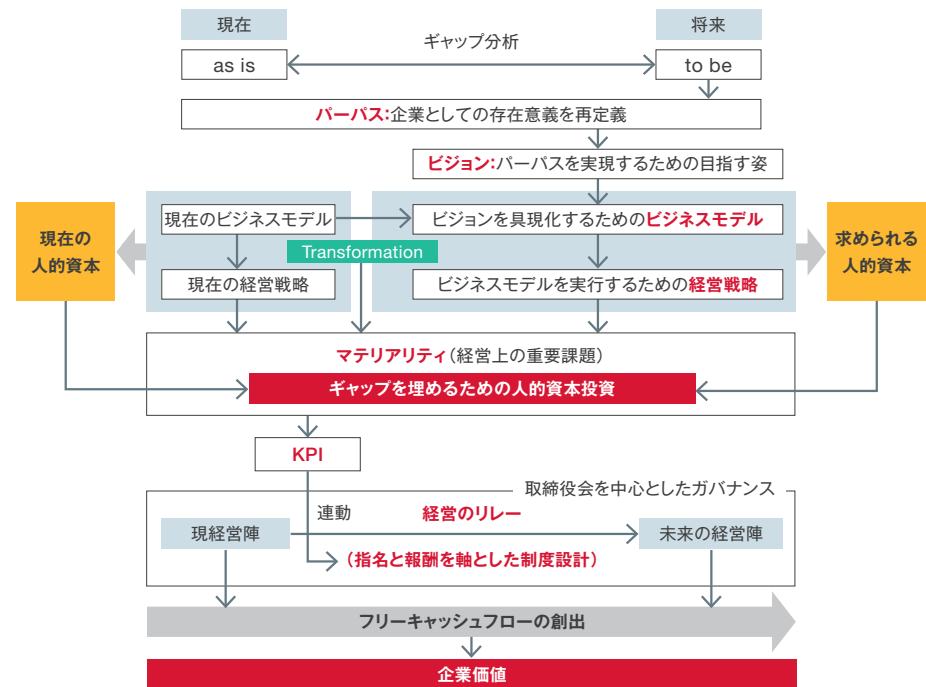 現在
将来
ギャップ分析
as is
to be
パーパス:企業としての存在意義を再定義
ビジョン:パーパスを実現するための目指す姿
現在の
人的資本
現在のビジネスモデル
ビジョンを具現化するためのビジネスモデル
求められる
人的資本
Transformation
現在の経営戦略
ビジネスモデルを実行するための経営戦略
マテリアリティ(経営上の重要課題)
ギャップを埋めるための人的資本投資
KPI
取締役会を中心としたガバナンス
連動
経営のリレー
現経営陣
未来の経営陣
(指名と報酬を軸とした制度設計)
フリーキャッシュフローの創出
企業価値